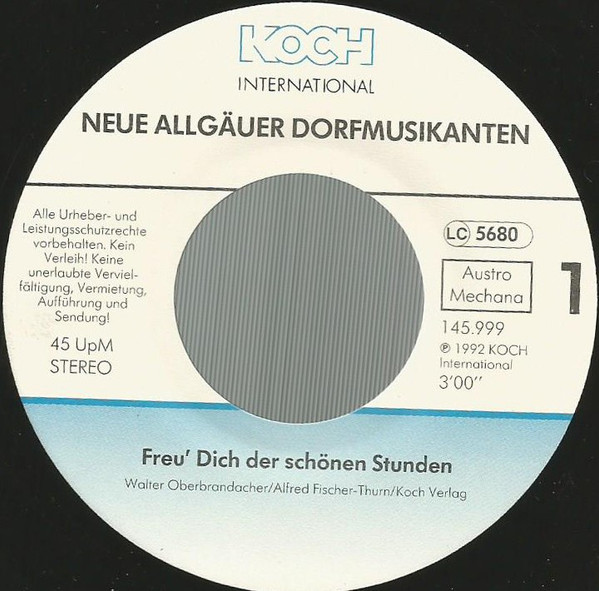 KOCH
INTERNATIONAL
NEUE ALLGÄUER DORFMUSIKANTEN
Alle Urheber- und
Leistungsschutzrechte
vorbehalten. Kein
Verleih! Keine
unerlaubte Verviel-
fältigung, Vermietung,
Aufführung und
Sendung!
45 UpM
STEREO
LC 5680
Austro
Mechana
1
145.999
℗ 1992 KOCH
International
3'00''
Freu' Dich der schönen Stunden
Walter Oberbrandacher/Alfred Fischer-Thurn/Koch Verlag